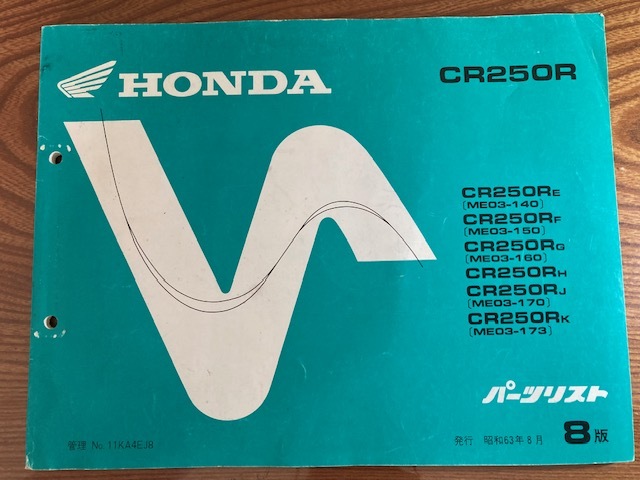 HONDA
CR250R
CR250RE
[ME03-140]
CR250RF
[ME03-150]
CR250RG
[ME03-160]
CR250RH
CR250RJ
[ME03-170]
CR250RK
[ME03-173]
パーツリスト
管理 No.11KA4EJ8
発行 昭和63年8月 8版